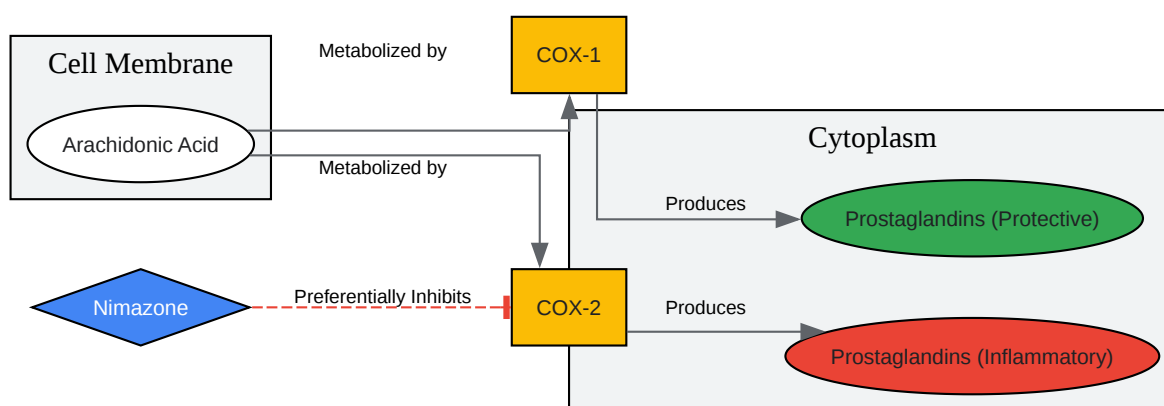 Metabolized by
COX-1
Cell Membrane
Arachidonic Acid
Metabolized by
Cytoplasm
Produces
Prostaglandins (Protective)
Nimazone
Preferentially Inhibits
COX-2
Produces
Prostaglandins (Inflammatory)